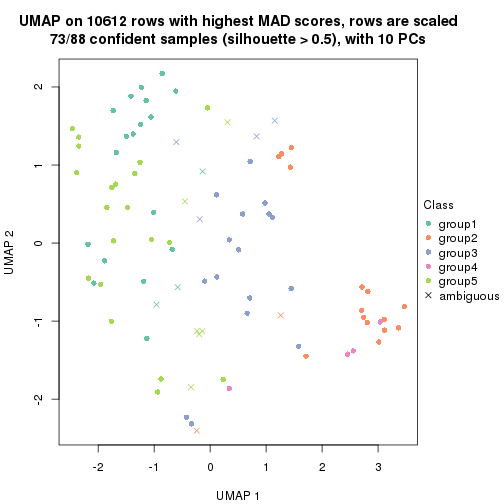 UMAP on 10612 rows with highest MAD scores, rows are scaled
73/88 confident samples (silhouette > 0.5), with 10 PCs
2
1
0
-1
-2
UMAP 2
-2
-1
0
1
2
3
UMAP 1
Class
group1
group2
group3
group4
group5
ambiguous